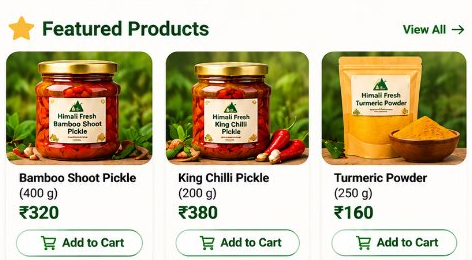 Featured Products
View All →
Himali Fresh
Bamboo Shoot
Pickle
Himali Fresh
King Chilli
Pickle
Himali Fresh
Turmeric Powder
Bamboo Shoot Pickle
(400 g)
₹320
Add to Cart
King Chilli Pickle
(200 g)
₹380
Add to Cart
Turmeric Powder
(250 g)
₹160
Add to Cart